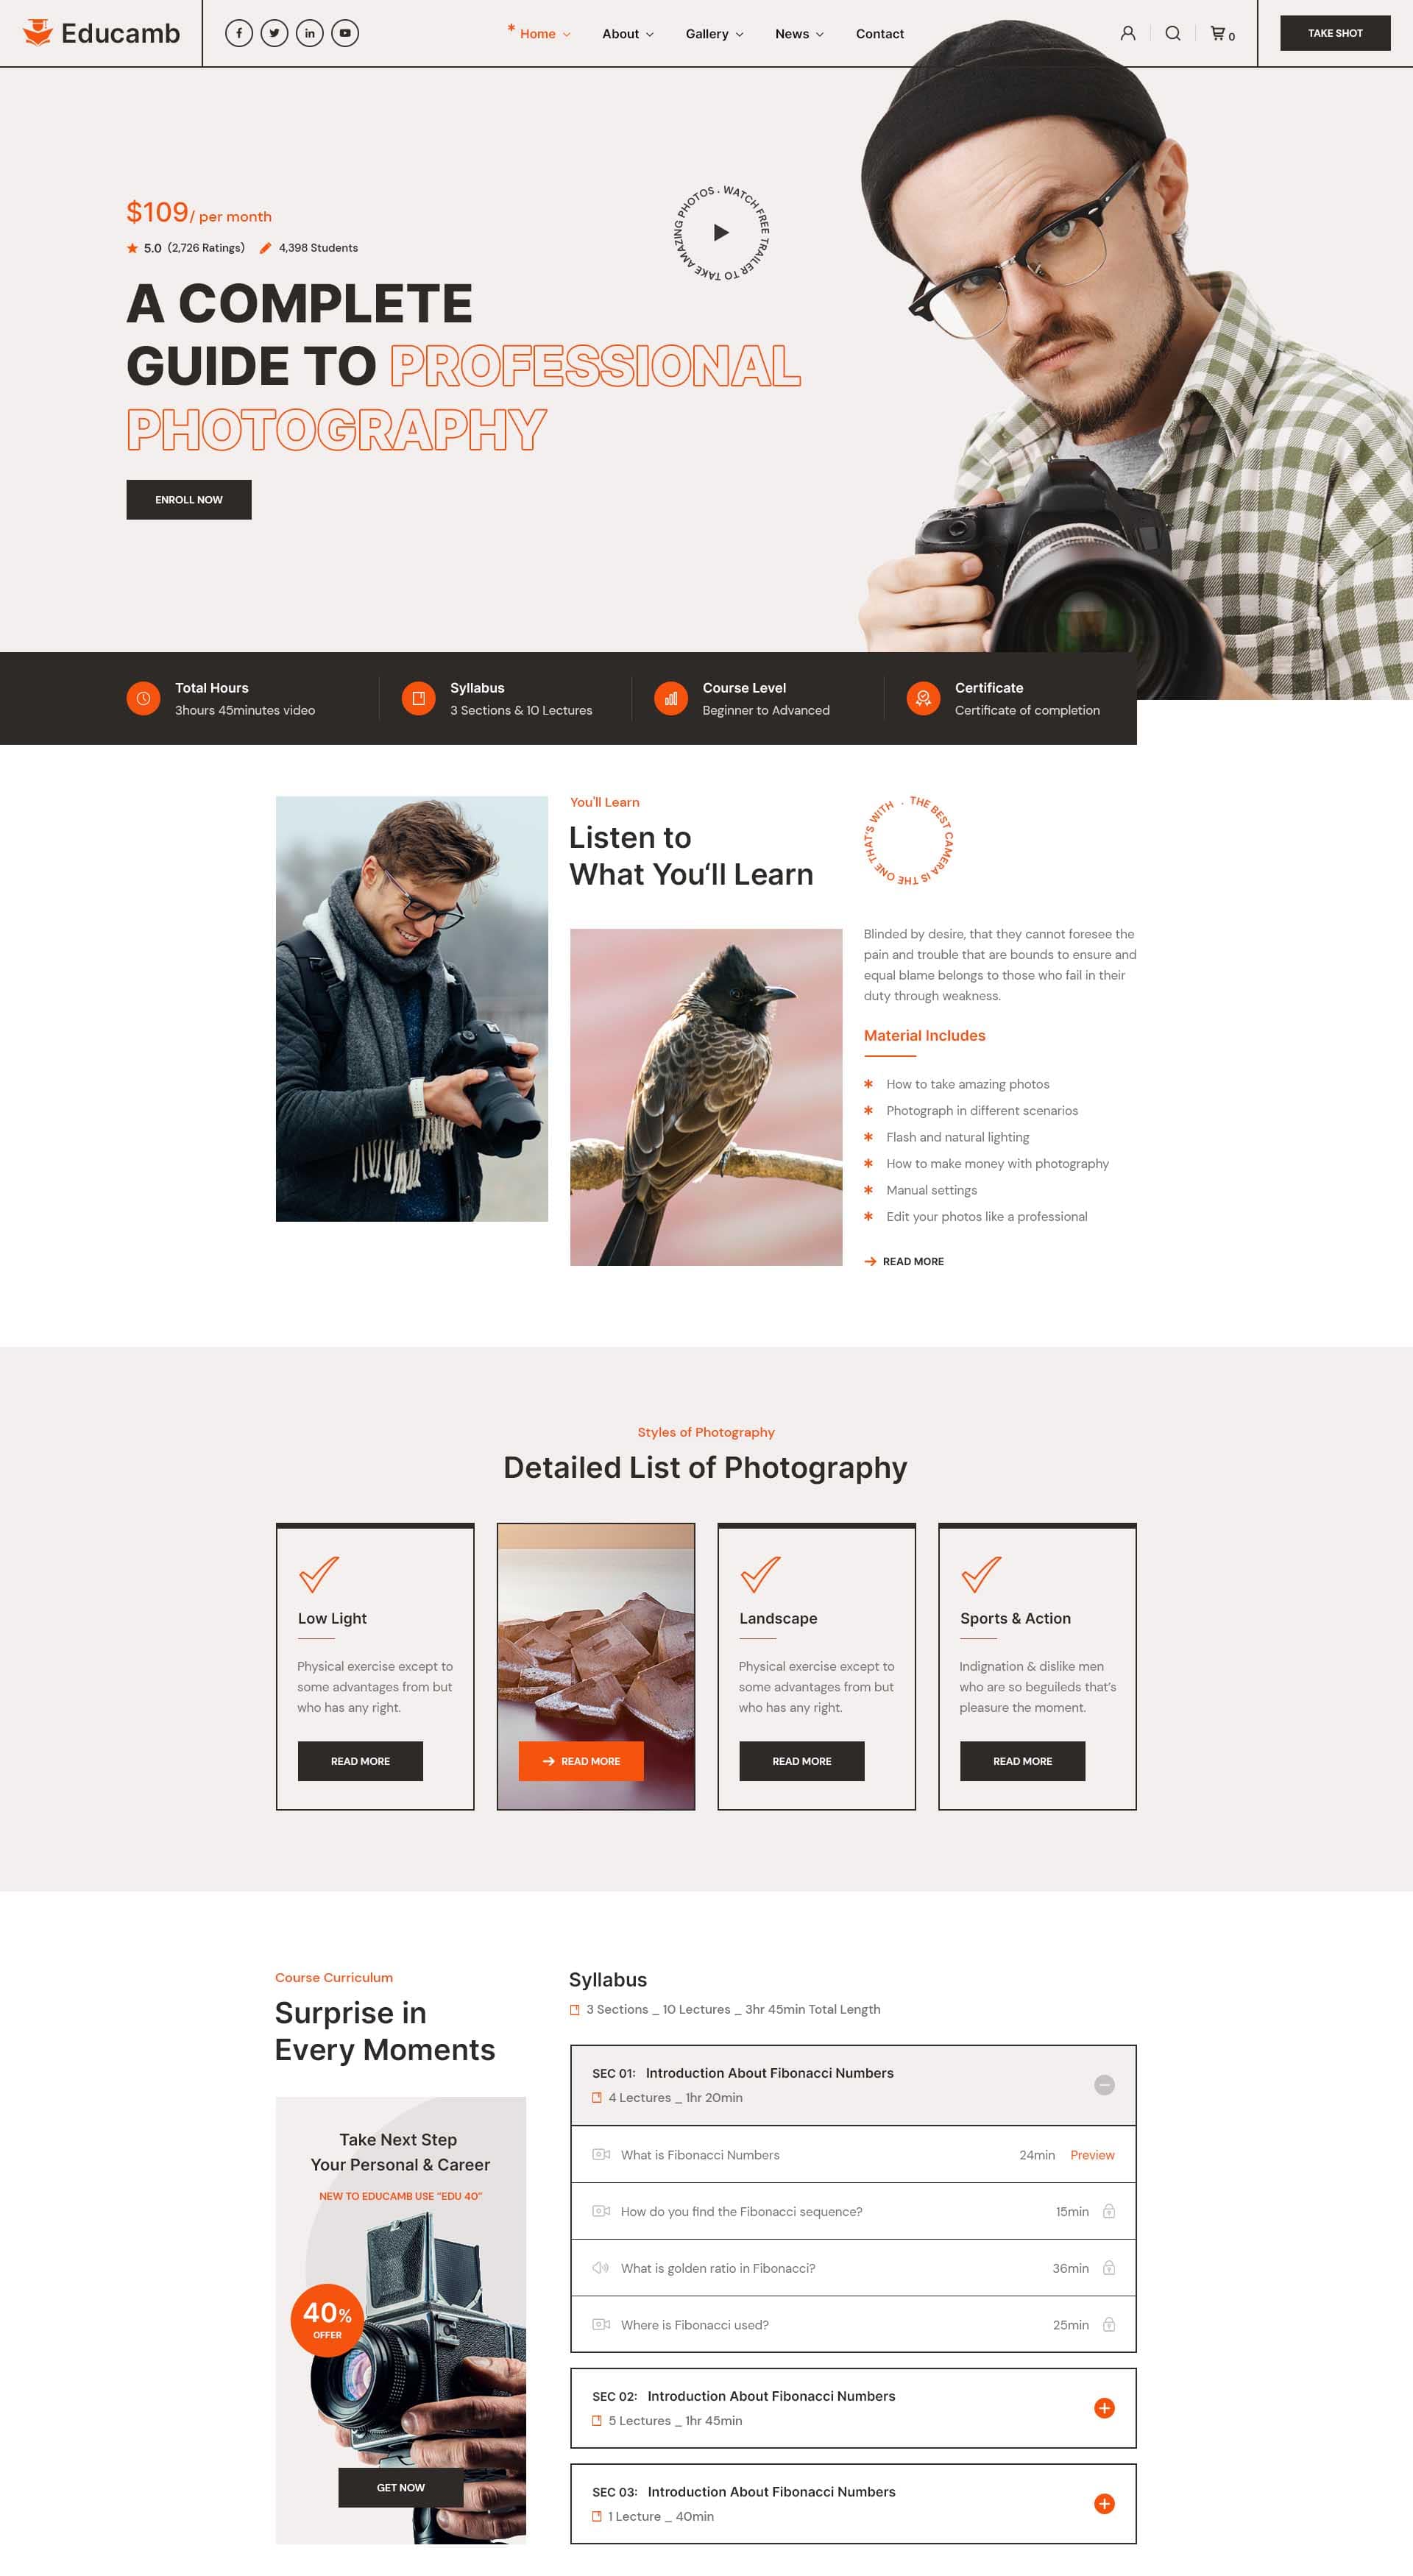 Educamb
Home
About
Gallery
News
Contact
0
TAKE SHOT
$109/ per month
5.0 (2,726 Ratings)
4,398 Students
WATCH FREE TRAILER TO TAKE AMAZING PHOTOS .
A COMPLETE
GUIDE TO PROFESSIONAL
PHOTOGRAPHY
ENROLL NOW
Total Hours
3hours 45minutes video
Syllabus
3 Sections & 10 Lectures
Course Level
Beginner to Advanced
Certificate
Certificate of completion
You'll Learn
Listen to
What You‘ll Learn
THE BEST CAMERA IS THE ONE THAT'S WITH .
Blinded by desire, that they cannot foresee the
pain and trouble that are bounds to ensure and
equal blame belongs to those who fail in their
duty through weakness.
Material Includes
How to take amazing photos
Photograph in different scenarios
Flash and natural lighting
How to make money with photography
Manual settings
Edit your photos like a professional
READ MORE
Styles of Photography
Detailed List of Photography
Low Light
Physical exercise except to
some advantages from but
who has any right.
READ MORE
READ MORE
Landscape
Physical exercise except to
some advantages from but
who has any right.
READ MORE
Sports & Action
Indignation & dislike men
who are so beguileds that's
pleasure the moment.
READ MORE
Course Curriculum
Surprise in
Every Moments
Take Next Step
Your Personal & Career
NEW TO EDUCAMB USE "EDU 40"
40%
OFFER
GET NOW
Syllabus
3 Sections _ 10 Lectures _ 3hr 45min Total Length
SEC 01: Introduction About Fibonacci Numbers
4 Lectures _ 1hr 20min
What is Fibonacci Numbers 24min Preview
How do you find the Fibonacci sequence? 15min
What is golden ratio in Fibonacci? 36min
Where is Fibonacci used? 25min
SEC 02: Introduction About Fibonacci Numbers
5 Lectures _ 1hr 45min
SEC 03: Introduction About Fibonacci Numbers
1 Lecture _ 40min